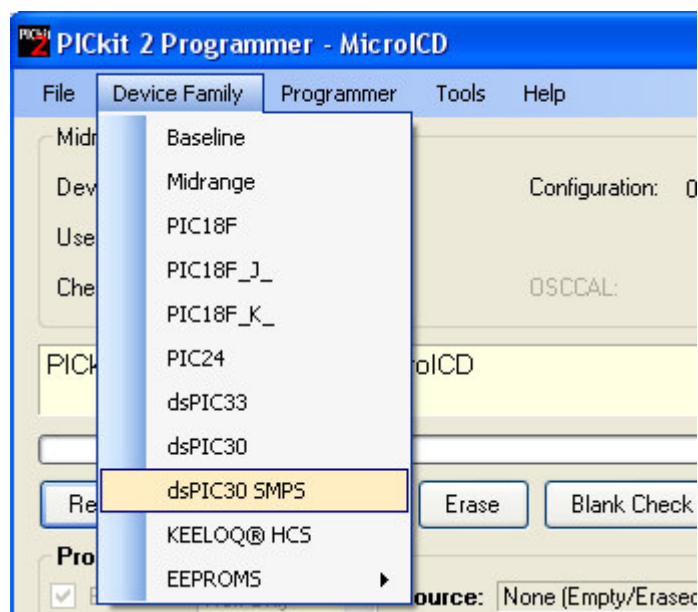 PICkit 2 Programmer - MicroICD
File Device Family Programmer Tools Help
Baseline
Midrange
Configuration:
PIC18F
PIC18F_J_
OSCCAL:
PIC18F_K_
PIC24
dsPIC33
dsPIC30
dsPIC30 SMPS
Erase Blank Check
KEELOQ® HCS
EEPROMS
None (Empty/Erased